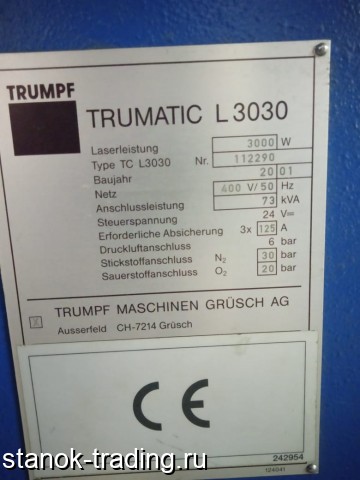 TRUMPF
TRUMATIC L 3030
Laserleistung 3000 W
Type TC L3030 Nr. 112290
Baujahr 20 01
Netz 400 V/50 Hz
Anschlussleistung 73 kVA
Steuerspannung 24 V=
Erforderliche Absicherung 3x 125 A
Druckluftanschluss 6 bar
Stickstoffanschluss N₂ 30 bar
Sauerstoffanschluss O₂ 20 bar
TRUMPF MASCHINEN GRÜSCH AG
Ausserfeld CH-7214 Grüsch
CE
242954
stanok-trading.ru